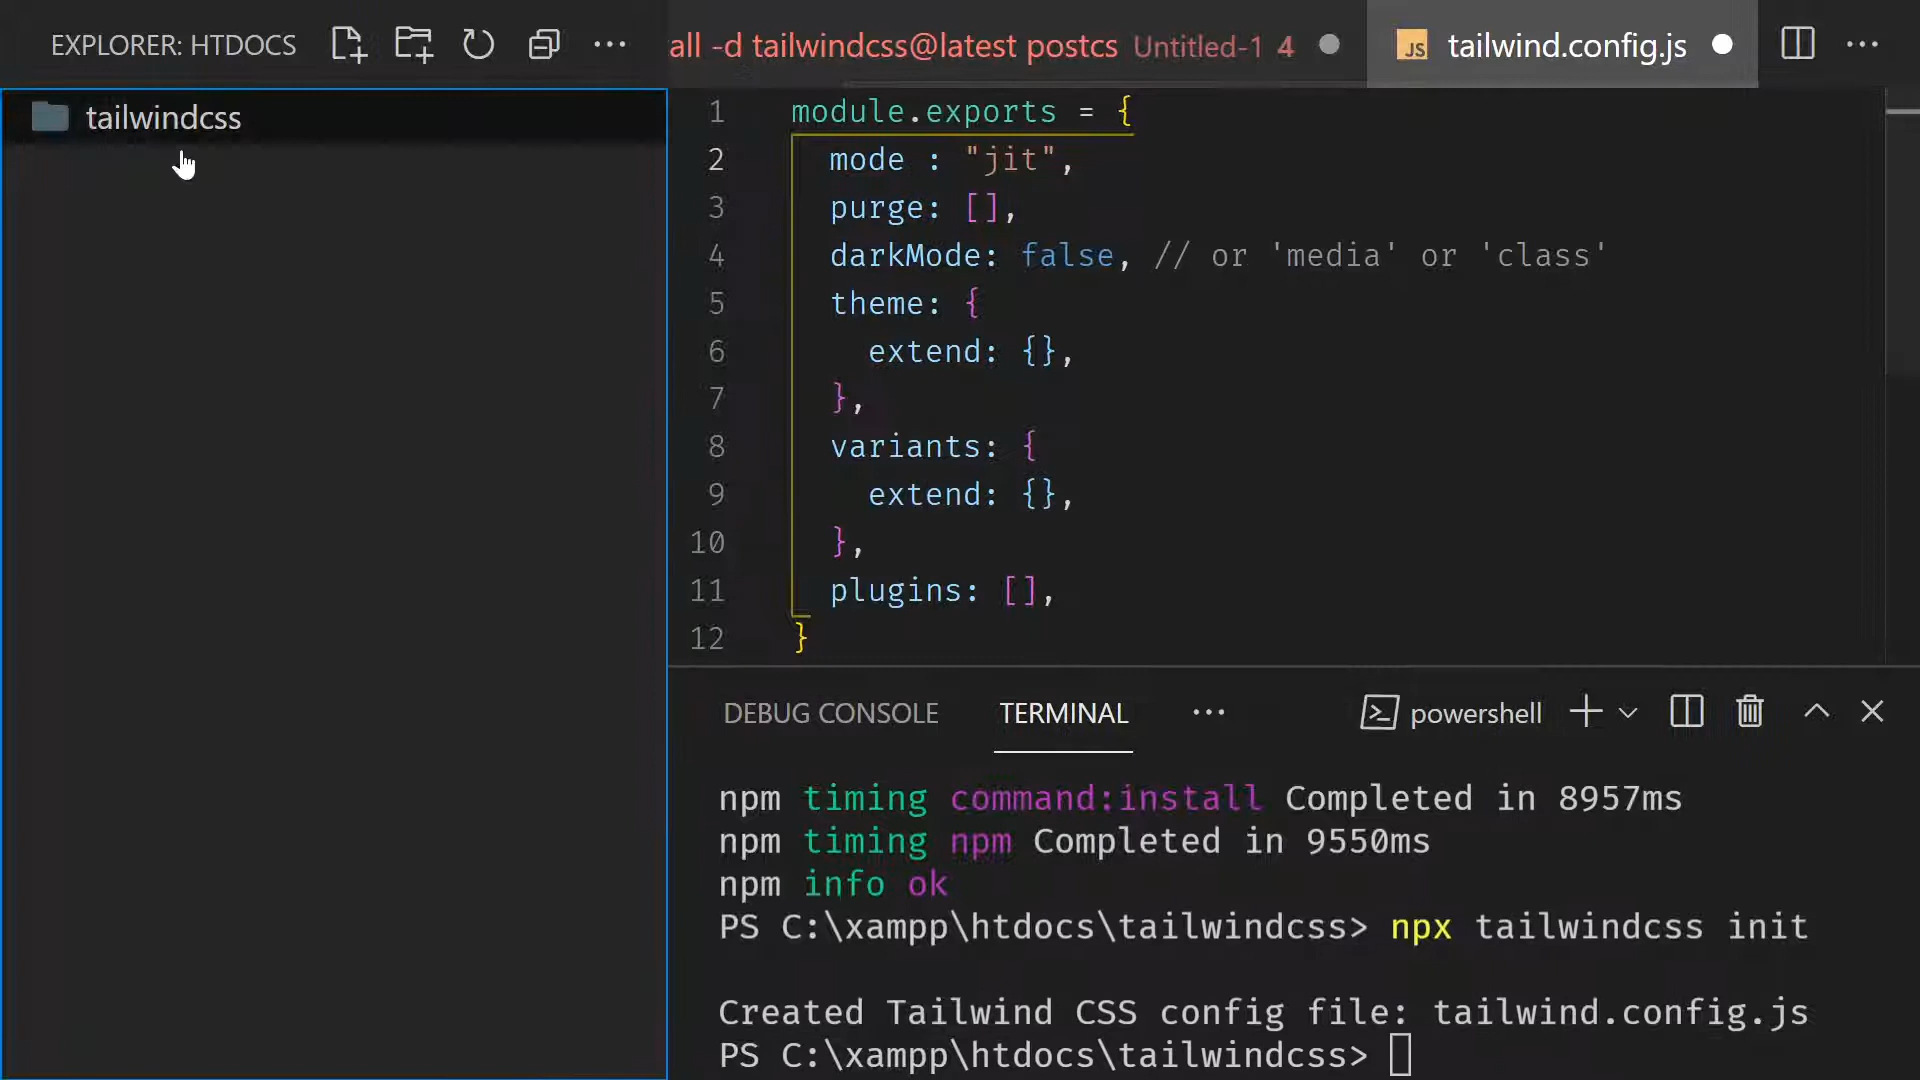 EXPLORER: HTDOCS
tailwindcss
all -d tailwindcss@latest postcs Untitled-1 4
JS tailwind.config.js
1 module.exports = {
2 mode : "jit",
3 purge: [],
4 darkMode: false, // or 'media' or 'class'
5 theme: {
6 extend: {},
7 },
8 variants: {
9 extend: {},
10 },
11 plugins: [],
12 }
DEBUG CONSOLE TERMINAL powershell
npm timing command:install Completed in 8957ms
npm timing npm Completed in 9550ms
npm info ok
PS C:\xampp\htdocs\tailwindcss> npx tailwindcss init
Created Tailwind CSS config file: tailwind.config.js
PS C:\xampp\htdocs\tailwindcss>